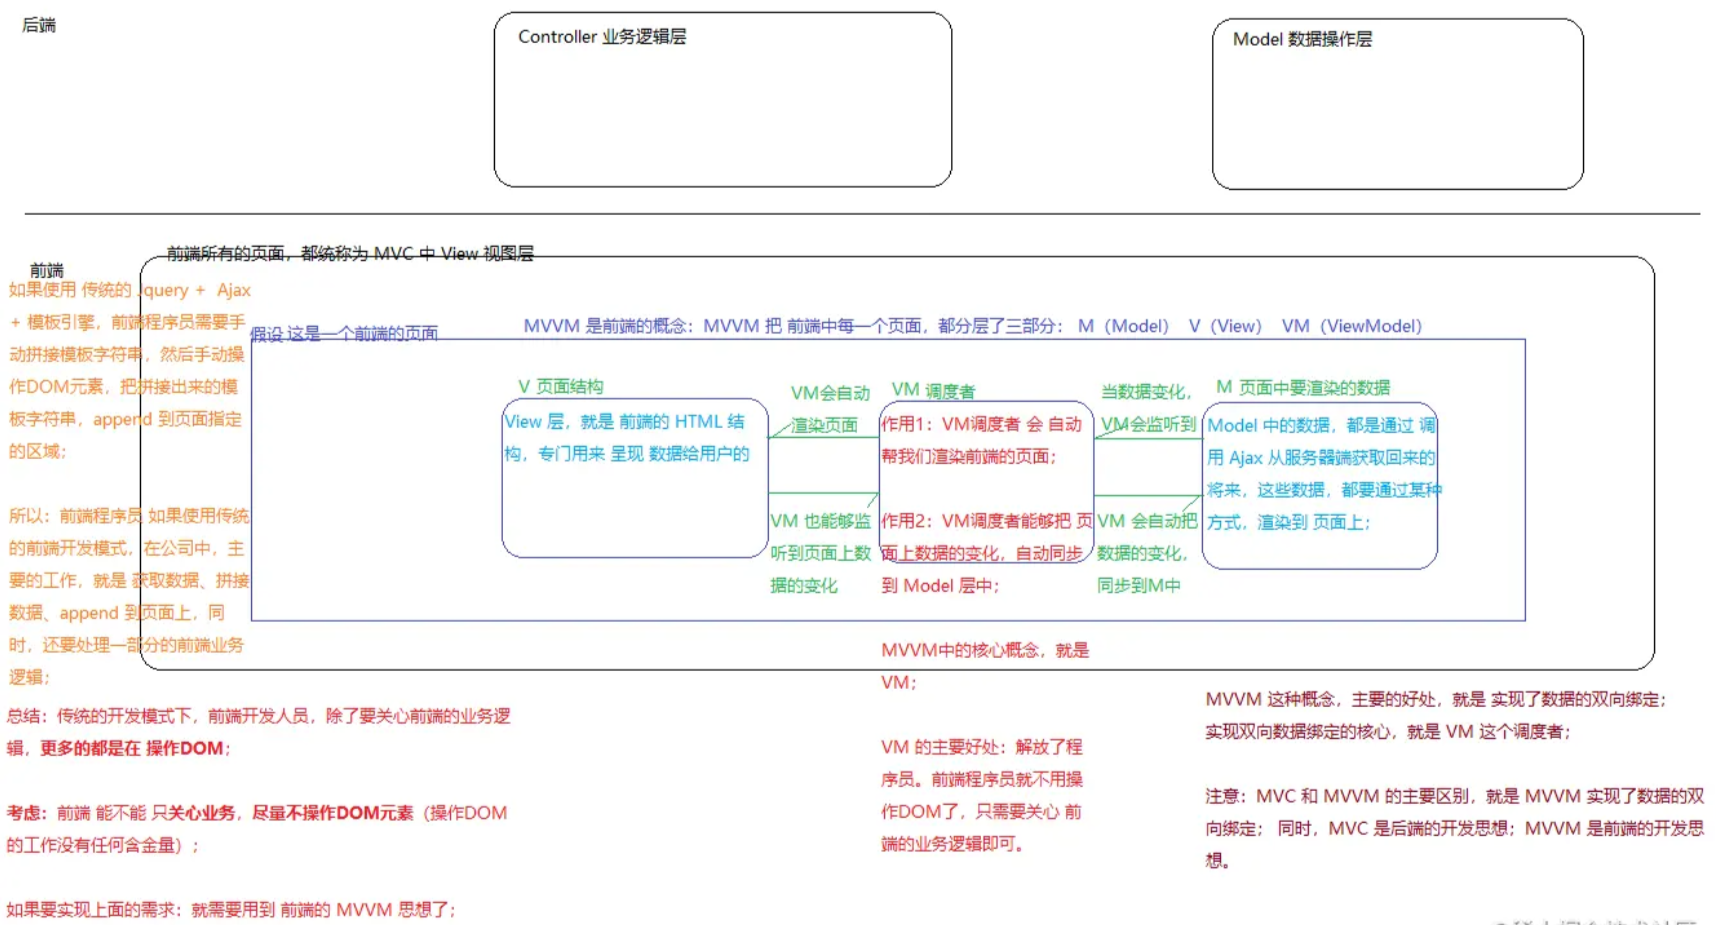 后端
Controller 业务逻辑层
Model 数据操作层
前端所有的页面，都统称为 MVC 中 View 视图层
前端
如果使用 传统的 Jquery + Ajax
+ 模板引擎，前端程序员需要手
动拼接模板字符串，然后手动操
作DOM元素，把拼接出来的模
板字符串，append 到页面指定
的区域；
所以：前端程序员 如果使用传统
的前端开发模式，在公司中，主
要的工作，就是 获取数据、拼接
数据、append 到页面上，同
时，还要处理一部分的前端业务
逻辑；
假设 这是一个前端的页面
MVVM 是前端的概念：MVVM 把 前端中每一个页面，都分层了三部分： M（Model） V（View） VM（ViewModel）
V 页面结构
View 层，就是 前端的 HTML 结
构，专门用来 呈现 数据给用户的
VM会自动
渲染页面
VM 也能够监
听到页面上数
据的变化
VM 调度者
作用1：VM调度者 会 自动
帮我们渲染前端的页面；
作用2：VM调度者能够把 页
面上数据的变化，自动同步
到 Model 层中；
当数据变化，
VM会监听到
VM 会自动把
数据的变化，
同步到M中
M 页面中要渲染的数据
Model 中的数据，都是通过 调
用 Ajax 从服务器端获取回来的
将来，这些数据，都要通过某种
方式，渲染到 页面上；
总结：传统的开发模式下，前端开发人员，除了要关心前端的业务逻
辑，更多的都是在 操作DOM；
考虑：前端 能不能 只关心业务，尽量不操作DOM元素（操作DOM
的工作没有任何含金量）；
如果要实现上面的需求：就需要用到 前端的 MVVM 思想了；
MVVM中的核心概念，就是
VM；
VM 的主要好处：解放了程
序员。前端程序员就不用操
作DOM了，只需要关心 前
端的业务逻辑即可。
MVVM 这种概念，主要的好处，就是 实现了数据的双向绑定；
实现双向数据绑定的核心，就是 VM 这个调度者；
注意：MVC 和 MVVM 的主要区别，就是 MVVM 实现了数据的双
向绑定； 同时，MVC 是后端的开发思想；MVVM 是前端的开发思
想。